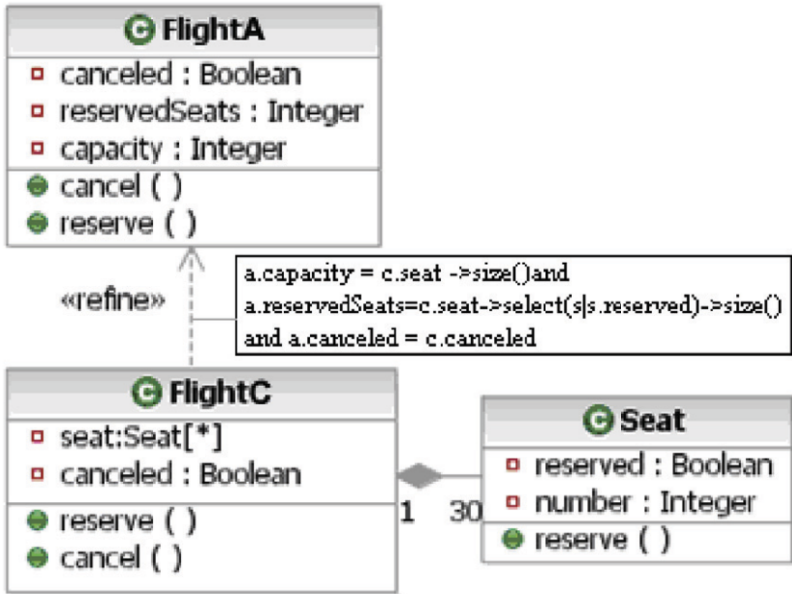 C FlightA
canceled : Boolean
reservedSeats : Integer
capacity : Integer
cancel ( )
reserve ( )
«refine»
a.capacity = c.seat ->size()and
a.reservedSeats=c.seat->select(s|s.reserved)->size()
and a.canceled = c.canceled
C FlightC
seat:Seat[*]
canceled : Boolean
reserve ( )
cancel ( )
1 30
C Seat
reserved : Boolean
number : Integer
reserve ( )